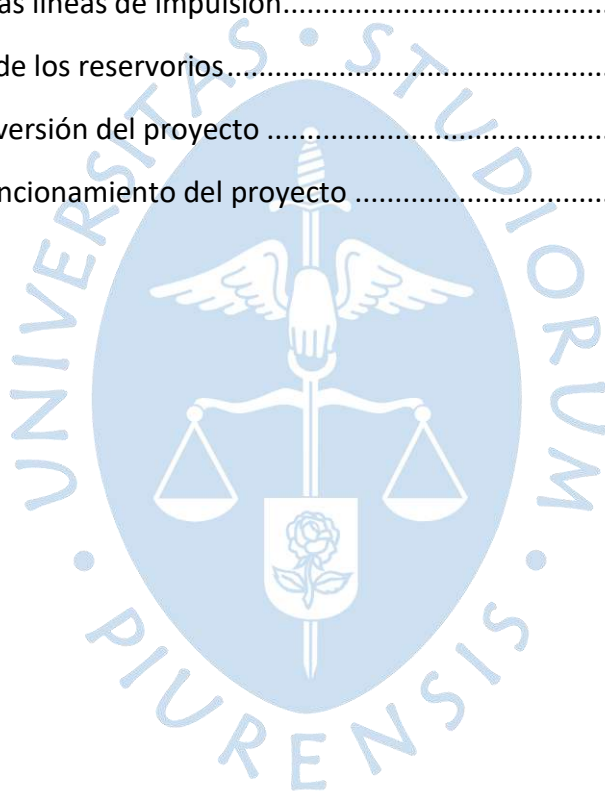 as líneas de impulsión............................................
de los reservorios....................................................
versión del proyecto ..............................................
ncionamiento del proyecto ...................................
UNIVERSITAS • STUDIORUM • PIURENSIS •